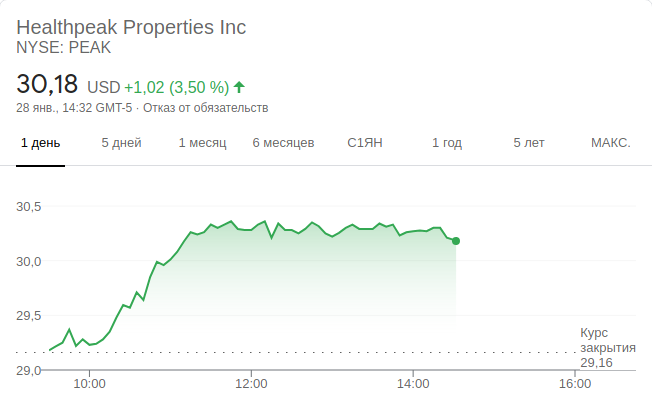 Healthpeak Properties Inc
NYSE: PEAK
30,18 USD +1,02 (3,50 %)
28 янв., 14:32 GMT-5 · Отказ от обязательств
1 день 5 дней 1 месяц 6 месяцев С1ЯН 1 год 5 лет МАКС.
30,5
30,0
29,5
29,0
Курс
закрытия
29,16
10:00 12:00 14:00 16:00